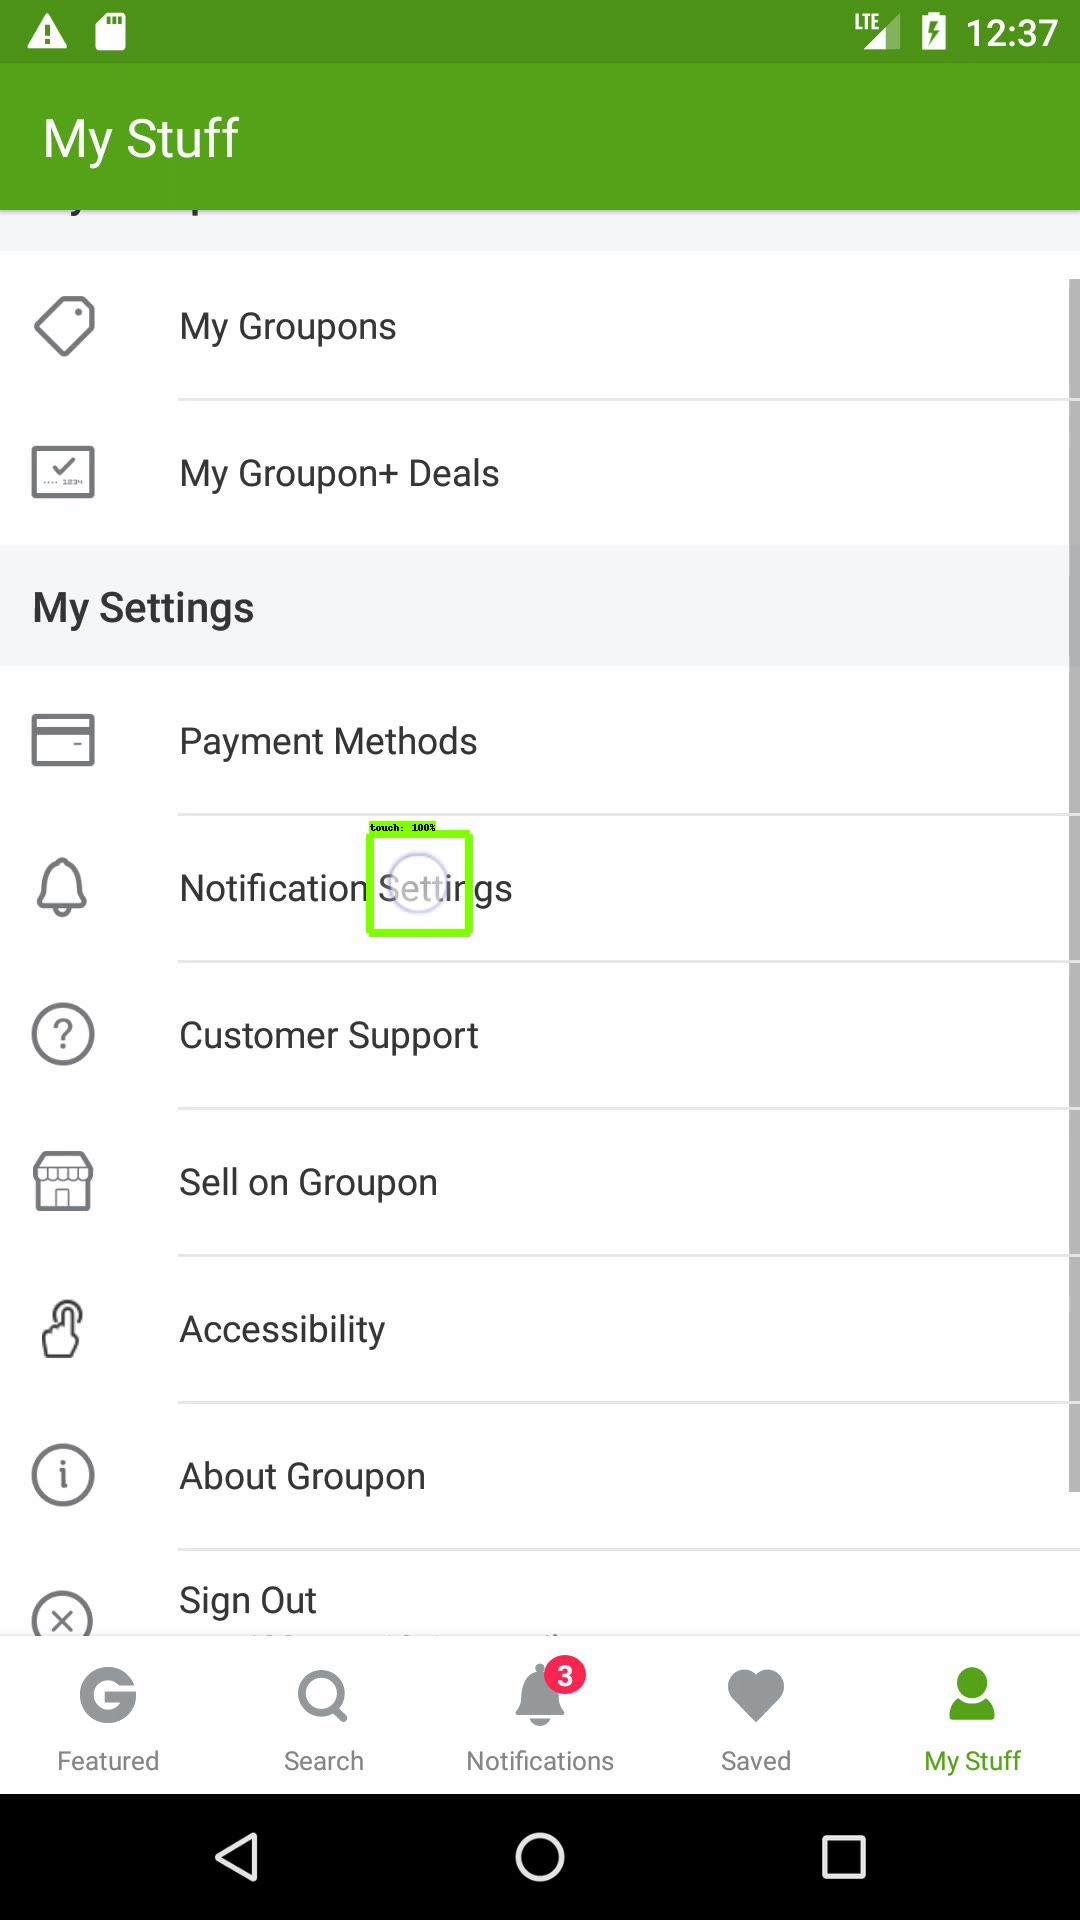 LTE 12:37
My Stuff
My Groupons
1234
My Groupon+ Deals
My Settings
Payment Methods
touch: 100%
Notification Settings
?
Customer Support
Sell on Groupon
Accessibility
i
About Groupon
Sign Out
G
3
Featured
Search
Notifications
Saved
My Stuff